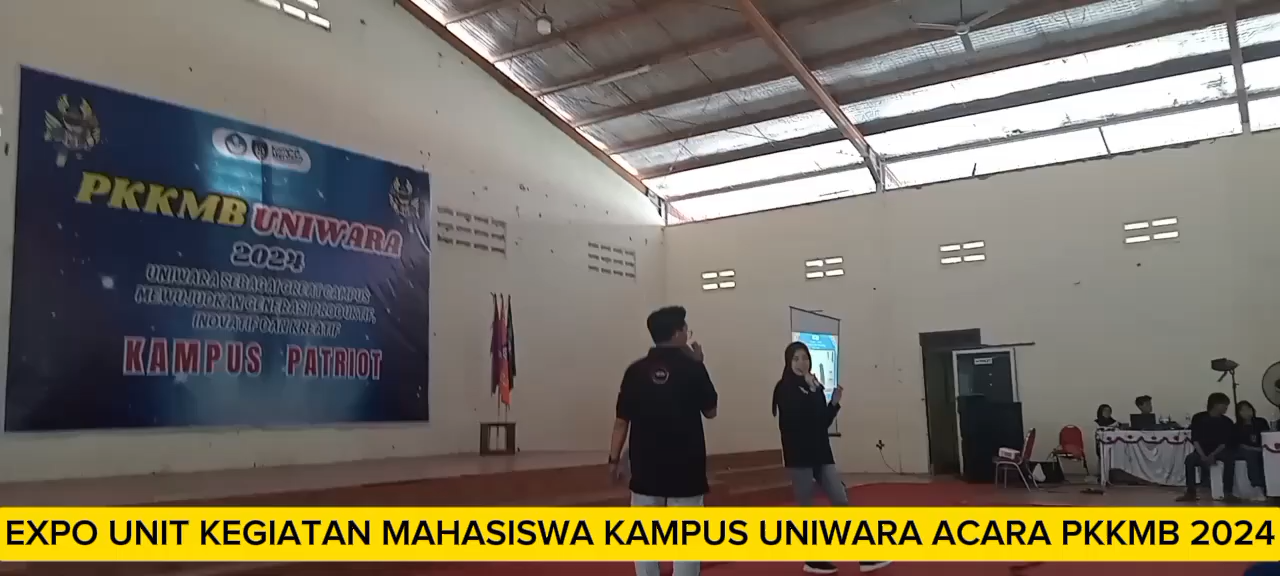 PKKMB UNIWARA
2024
UNIWARA SEBAGAI GREAT CAMPUS
MEWUJUDKAN GENERASI PRODUKTIF,
INOVATIF DAN KREATIF
KAMPUS PATRIOT
EXPO UNIT KEGIATAN MAHASISWA KAMPUS UNIWARA ACARA PKKMB 2024